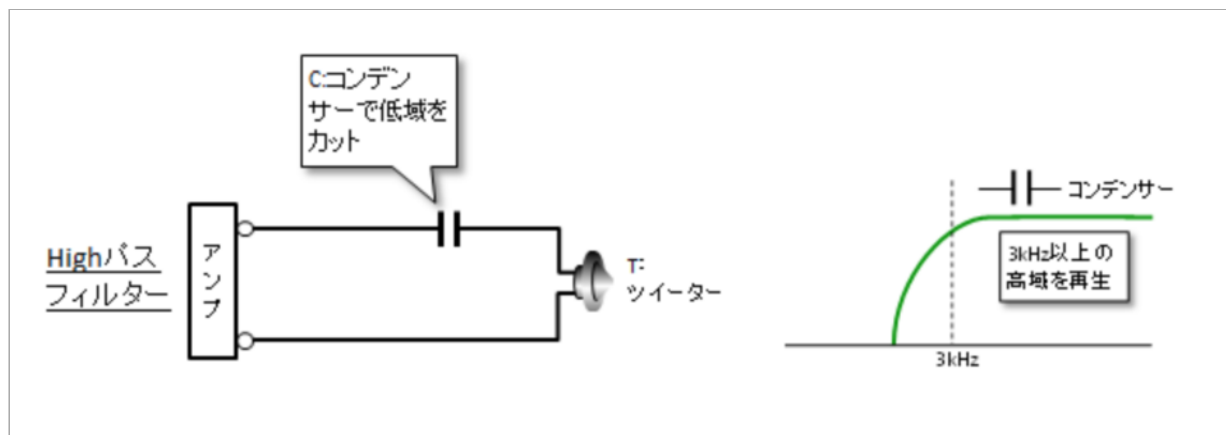 C:コンデン
サーで低域を
カット
Highパス
フィルター
アンプ
T:
ツイーター
コンデンサー
3kHz以上の
高域を再生
3kHz